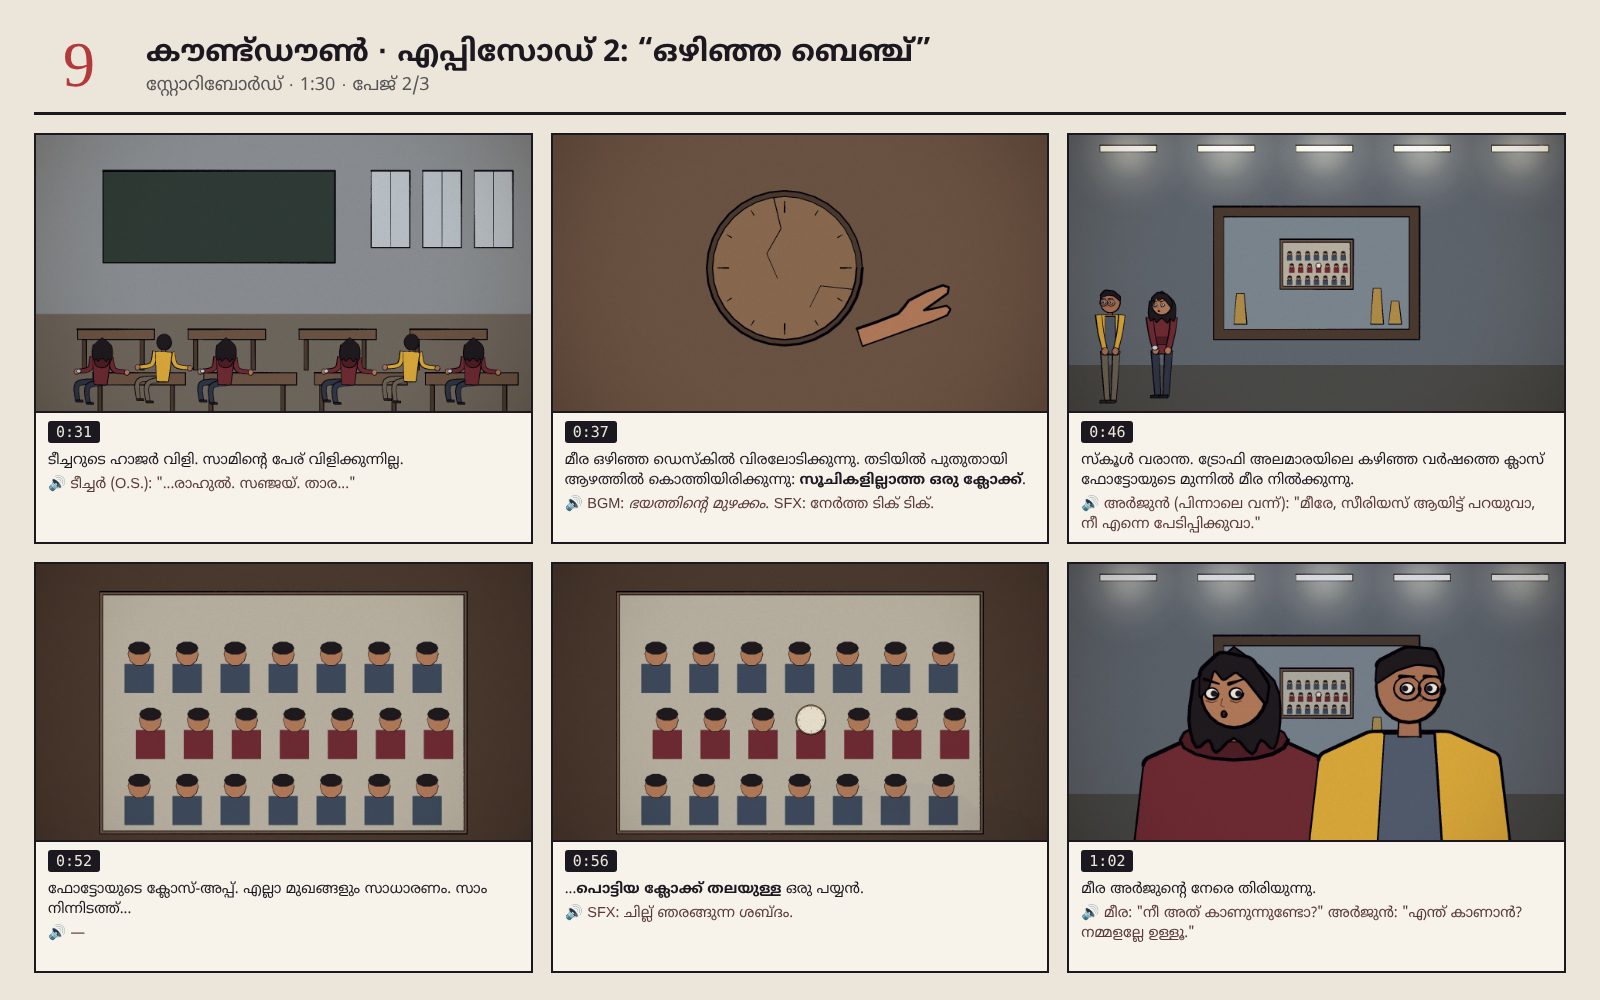 9
കൗണ്ട്ഡൗൺ · എപ്പിസോഡ് 2: “ഒഴിഞ്ഞ ബെഞ്ച്”
സ്റ്റോറിബോർഡ് · 1:30 · പേജ് 2/3
0:31
ടീച്ചറുടെ ഹാജർ വിളി. സാമിന്റെ പേര് വിളിക്കുന്നില്ല.
🔊 ടീച്ചർ (O.S.): "...രാഹുൽ. സഞ്ജയ്. താര..."
0:37
മീര ഒഴിഞ്ഞ ഡെസ്കിൽ വിരലോടിക്കുന്നു. തടിയിൽ പുതുതായി
ആഴത്തിൽ കൊത്തിയിരിക്കുന്നു: സൂചികളില്ലാത്ത ഒരു ക്ലോക്ക്.
🔊 BGM: ഭയത്തിന്റെ മുഴക്കം. SFX: നേർത്ത ടിക് ടിക്.
0:46
സ്കൂൾ വരാന്ത. ട്രോഫി അലമാരയിലെ കഴിഞ്ഞ വർഷത്തെ ക്ലാസ്
ഫോട്ടോയുടെ മുന്നിൽ മീര നിൽക്കുന്നു.
🔊 അർജുൻ (പിന്നാലെ വന്ന്): "മീരേ, സീരിയസ് ആയിട്ട് പറയുവാ,
നീ എന്നെ പേടിപ്പിക്കുവാ."
0:52
ഫോട്ടോയുടെ ക്ലോസ്-അപ്പ്. എല്ലാ മുഖങ്ങളും സാധാരണം. സാം
നിന്നിടത്ത്...
🔊 —
0:56
...പൊട്ടിയ ക്ലോക്ക് തലയുള്ള ഒരു പയ്യൻ.
🔊 SFX: ചില്ല് ഞരങ്ങുന്ന ശബ്ദം.
1:02
മീര അർജുന്റെ നേരെ തിരിയുന്നു.
🔊 മീര: "നീ അത് കാണുന്നുണ്ടോ?" അർജുൻ: "എന്ത് കാണാൻ?
നമ്മളല്ലേ ഉള്ളൂ."